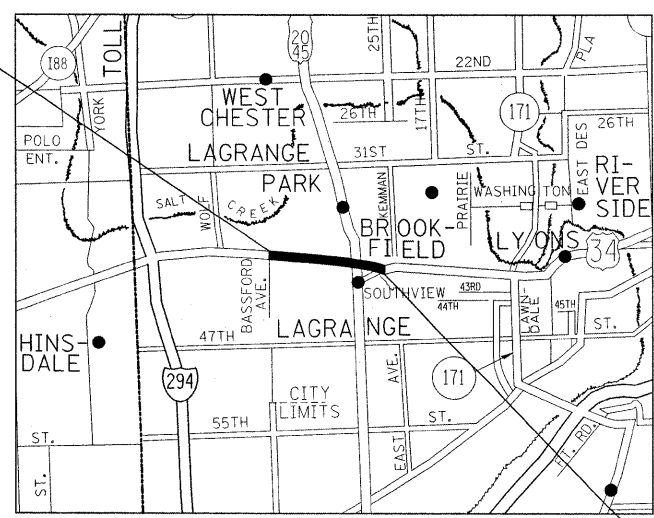 I88
TOLL
20
45
25TH
22ND
PLA
YORK
WEST
CHESTER
26TH
17TH
171
26TH
POLO
ENT.
LAGRANGE
PARK
31ST
ST.
EAST DES
RI-
VER
SIDE
SALT
CREEK
WOLF
KEMMAN
PRAIRIE
WASHINGTON
BROOK-
FIELD
LYONS
34
BASSFORD
AVE.
SOUTHVIEW
43RD
44TH
45TH
DALE
47TH
LAGRANGE
ST.
HINS-
DALE
294
AVE.
171
CITY
LIMITS
55TH
ST.
EAST
ST.
ST.
RD.